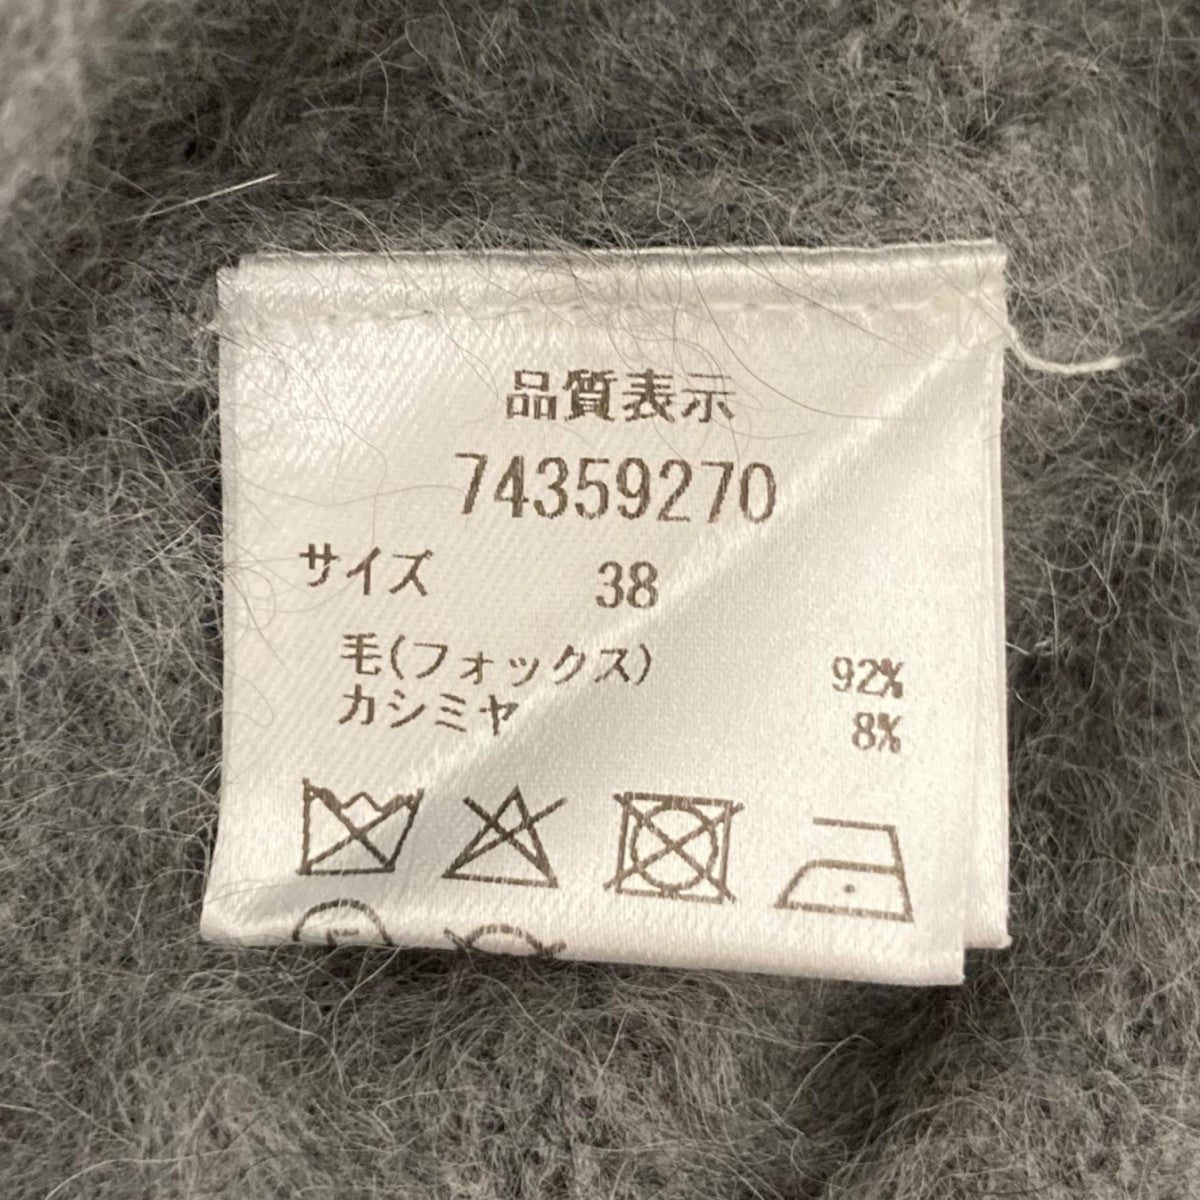 品質表示
74359270
サイズ 38
毛(フォックス) 92%
カシミヤ 8%